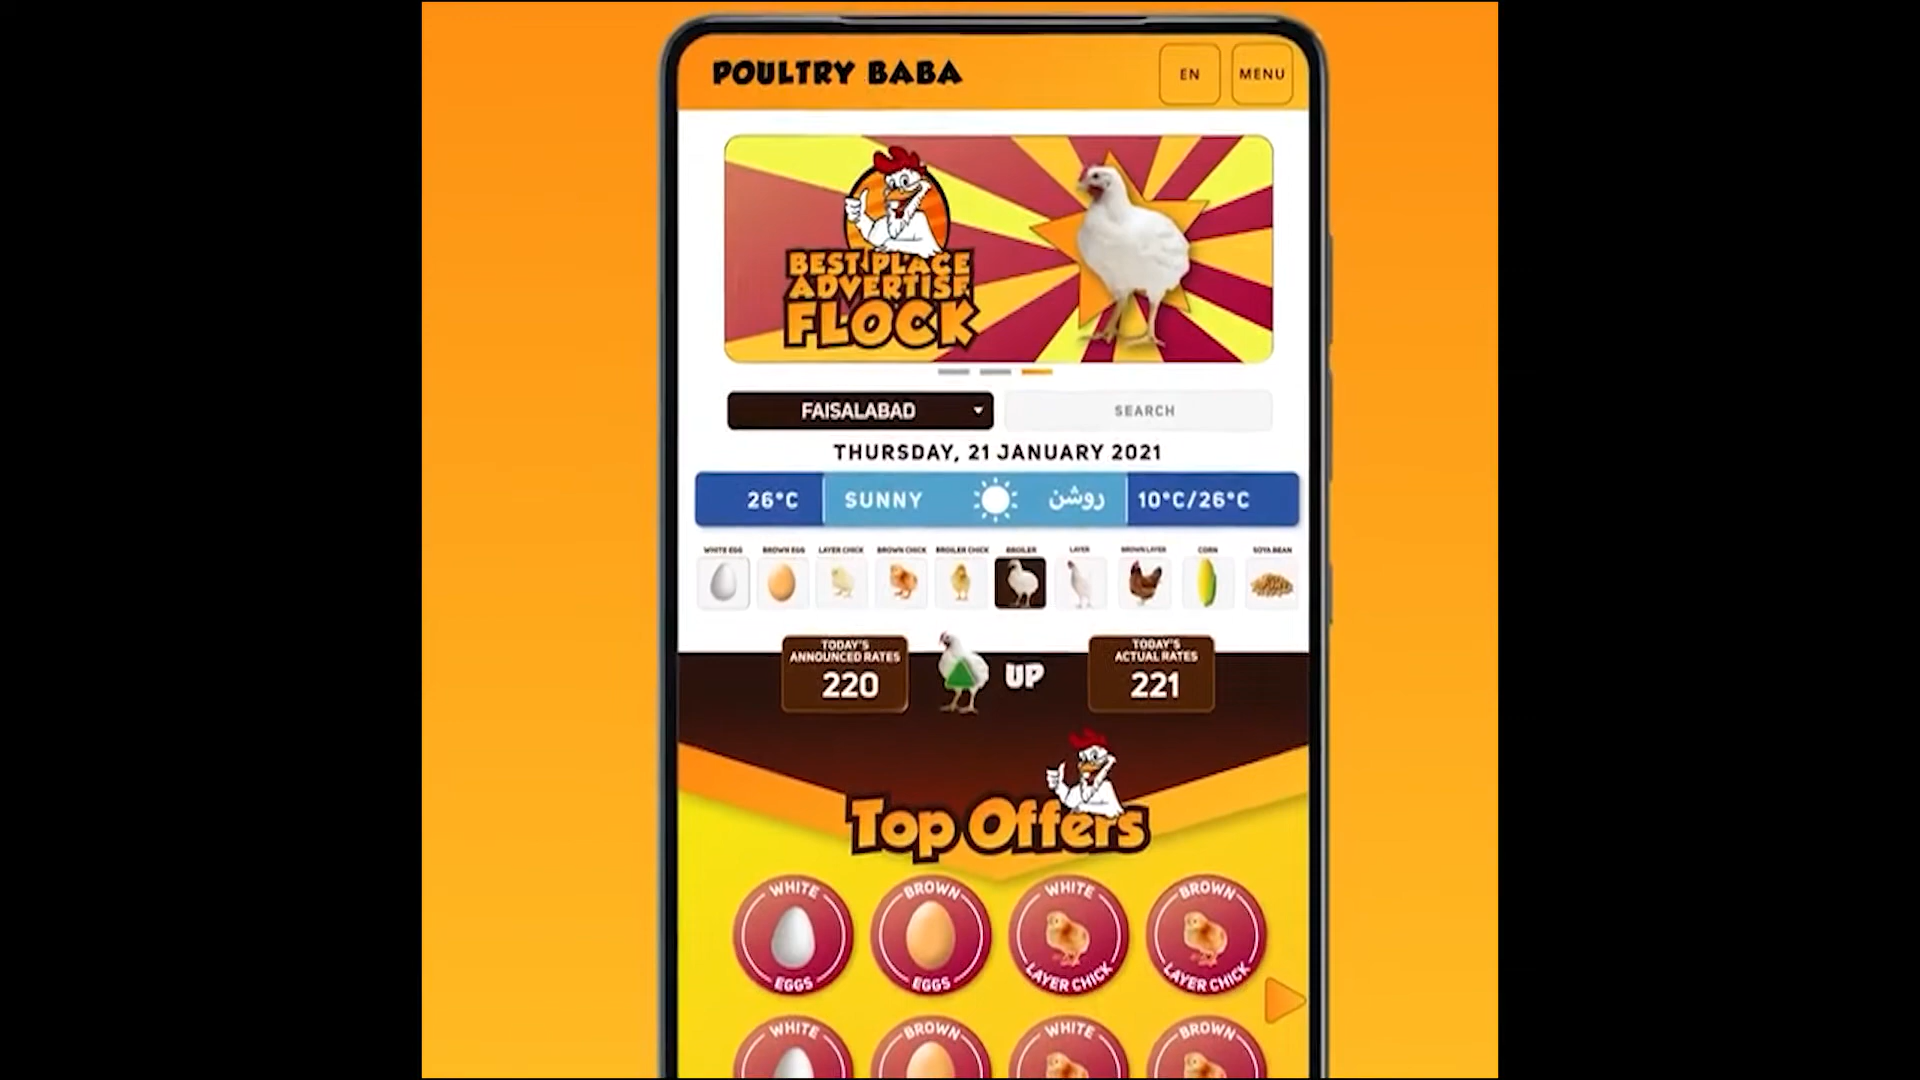 POULTRY BABA
EN
MENU
BEST PLACE
ADVERTISE
FLOCK
FAISALABAD
SEARCH
THURSDAY, 21 JANUARY 2021
26°C
SUNNY
روشن
10°C/26°C
WHITE EGG
BROWN EGG
LAYER CHICK
BROWN CHICK
BROILER CHICK
BROILER
LAYER
BROWN LAYER
CORN
SOYA BEAN
TODAY'S
ANNOUNCED RATES
220
UP
TODAY'S
ACTUAL RATES
221
Top Offers
WHITE
EGGS
BROWN
EGGS
WHITE
LAYER CHICK
BROWN
LAYER CHICK
WHITE
BROWN
WHITE
BROWN